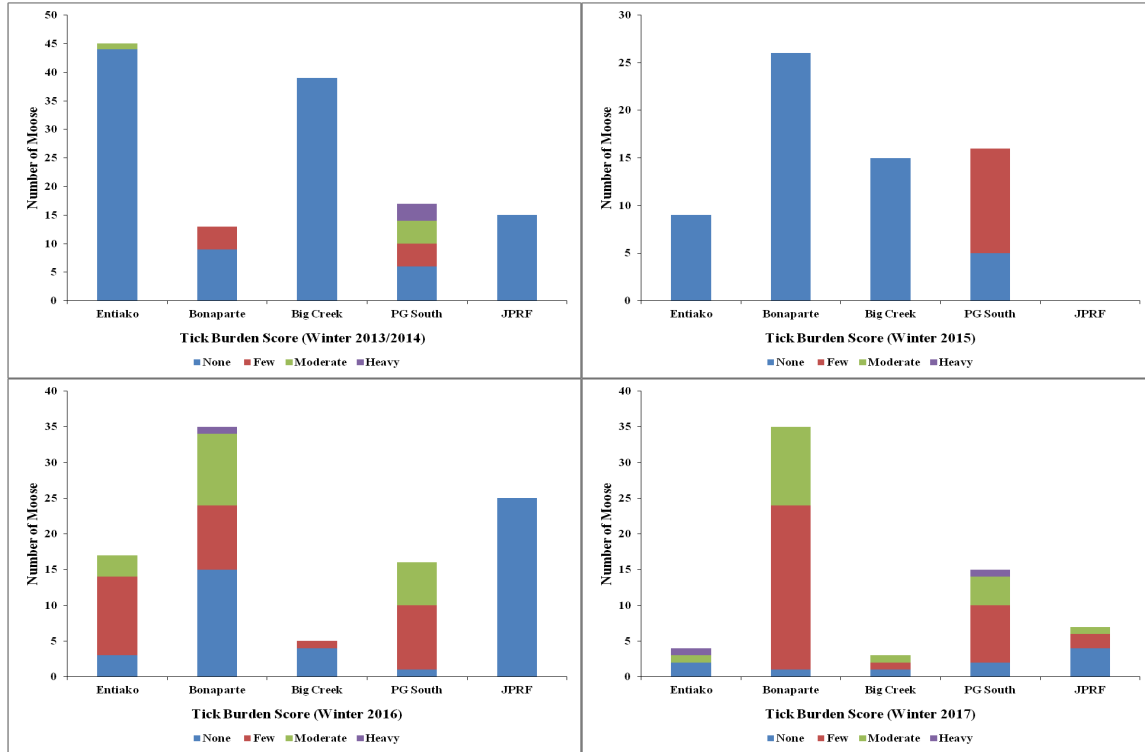 50
45
40
35
30
25
20
15
10
5
0
Number of Moose
Entiako Bonaparte Big Creek PG South JPRF
Tick Burden Score (Winter 2013/2014)
None Few Moderate Heavy
30
25
20
15
10
5
0
Number of Moose
Entiako Bonaparte Big Creek PG South JPRF
Tick Burden Score (Winter 2015)
None Few Moderate Heavy
40
35
30
25
20
15
10
5
0
Number of Moose
Entiako Bonaparte Big Creek PG South JPRF
Tick Burden Score (Winter 2016)
None Few Moderate Heavy
40
35
30
25
20
15
10
5
0
Number of Moose
Entiako Bonaparte Big Creek PG South JPRF
Tick Burden Score (Winter 2017)
None Few Moderate Heavy